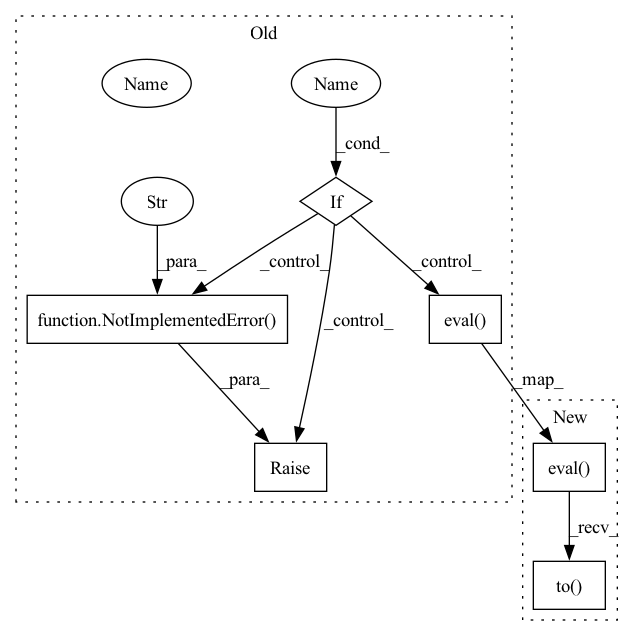 Old
Name
Name
_cond_
Str
If
_para_
_control_
_control_
function.NotImplementedError()
_control_
eval()
_para_
_map_
New
Raise
eval()
_recv_
to()